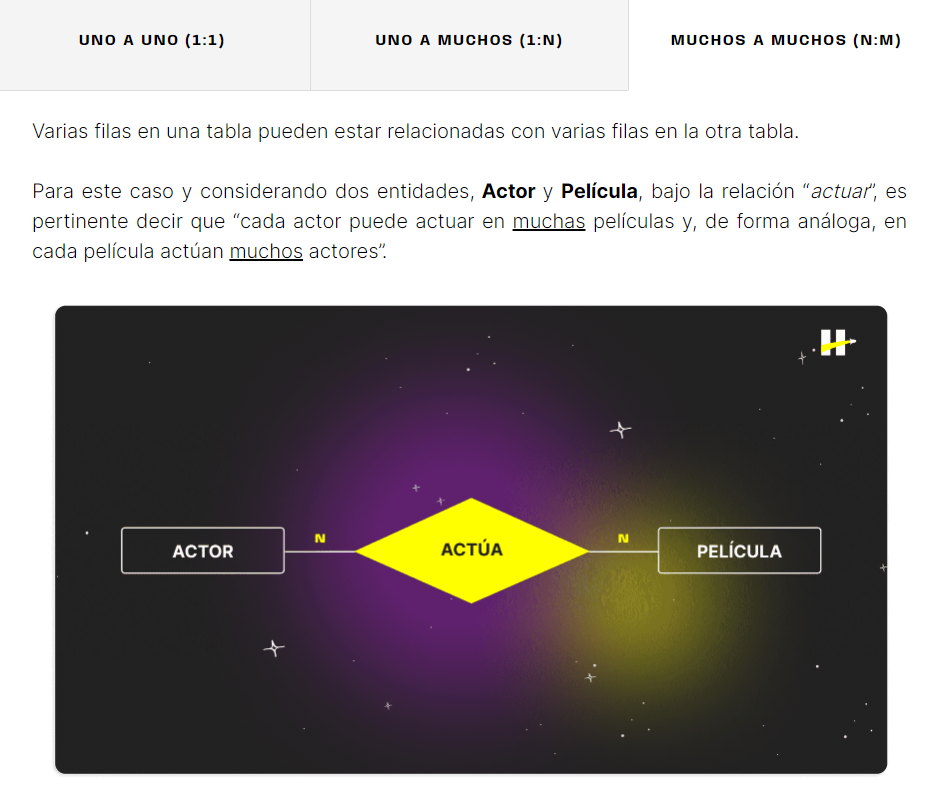 UNO A UNO (1:1)
UNO A MUCHOS (1:N)
MUCHOS A MUCHOS (N:M)
Varias filas en una tabla pueden estar relacionadas con varias filas en la otra tabla.
Para este caso y considerando dos entidades, Actor y Película, bajo la relación “actuar”, es
pertinente decir que “cada actor puede actuar en muchas películas y, de forma análoga, en
cada película actúan muchos actores”.
H
ACTOR
N
ACTÚA
N
PELÍCULA